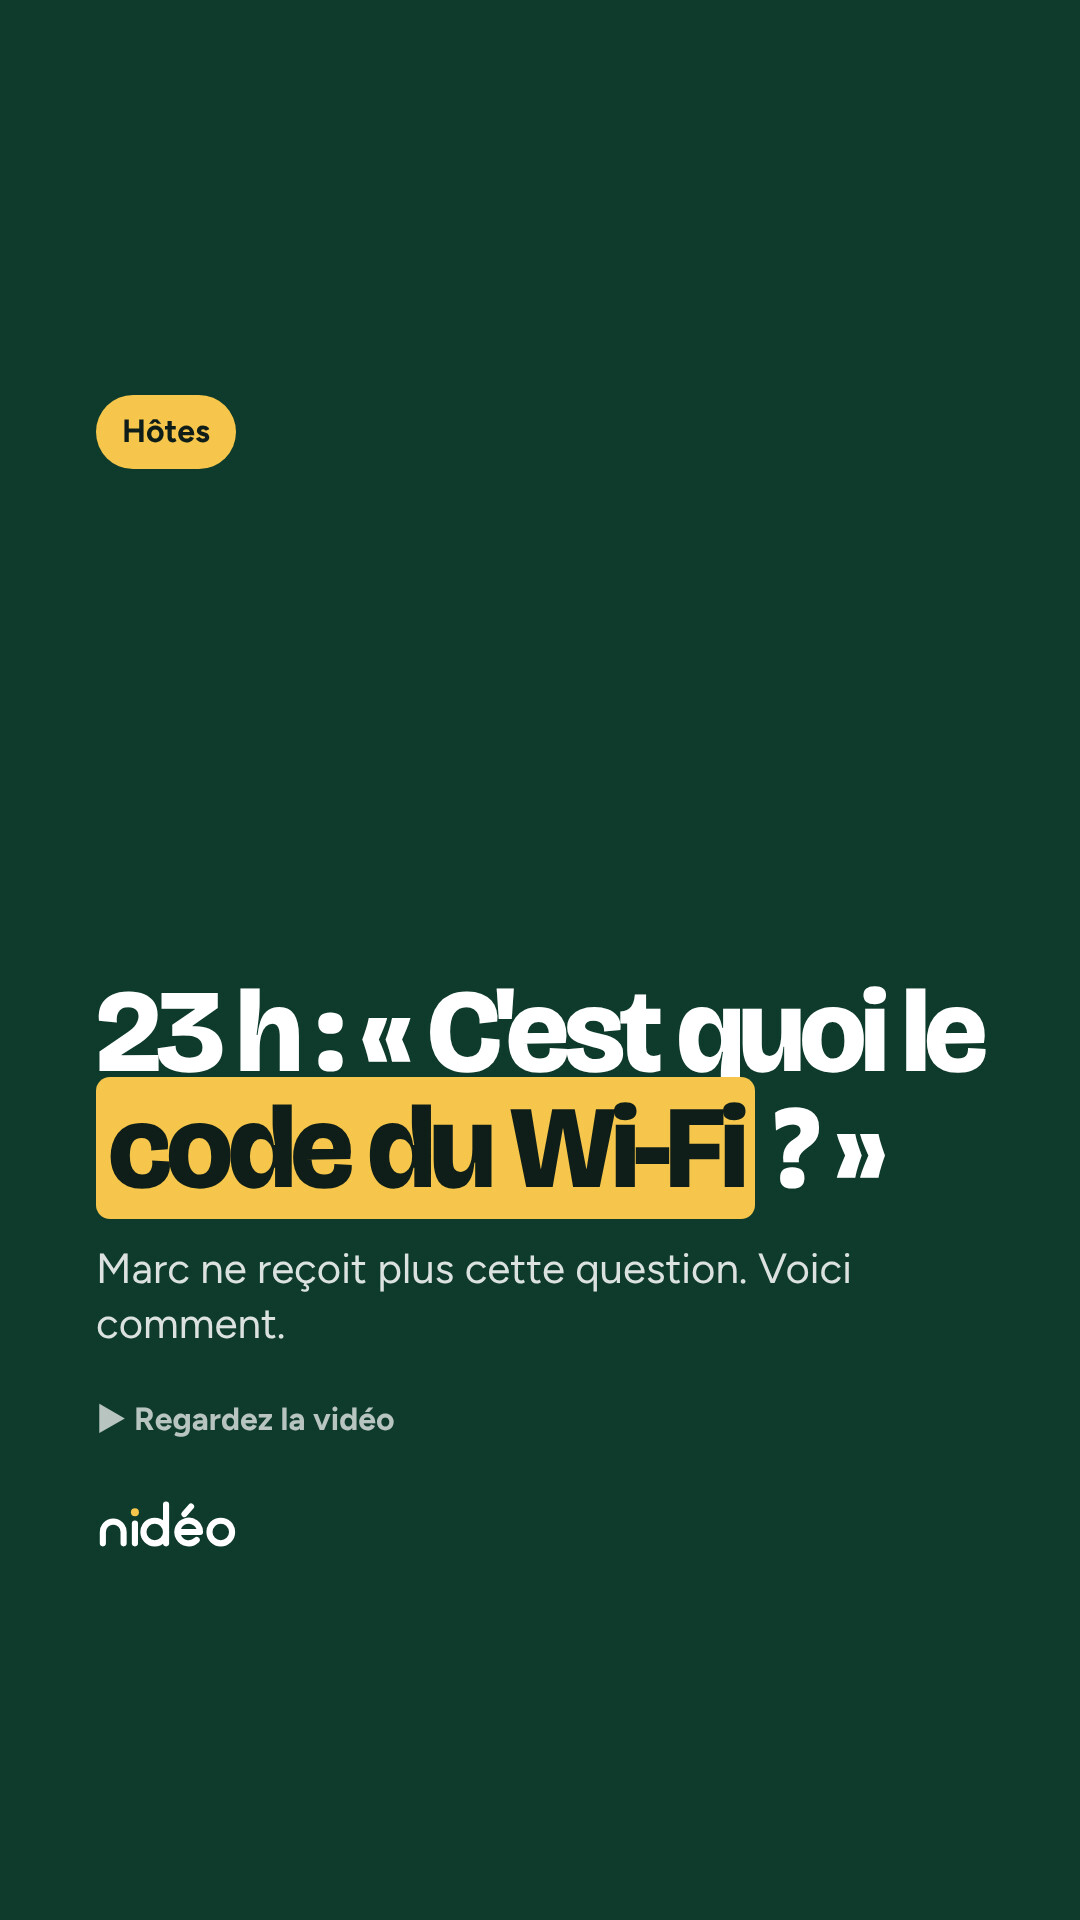 Hôtes
23 h : « C'est quoi le
code du Wi-Fi ? »
Marc ne reçoit plus cette question. Voici
comment.
▶ Regardez la vidéo
nidéo